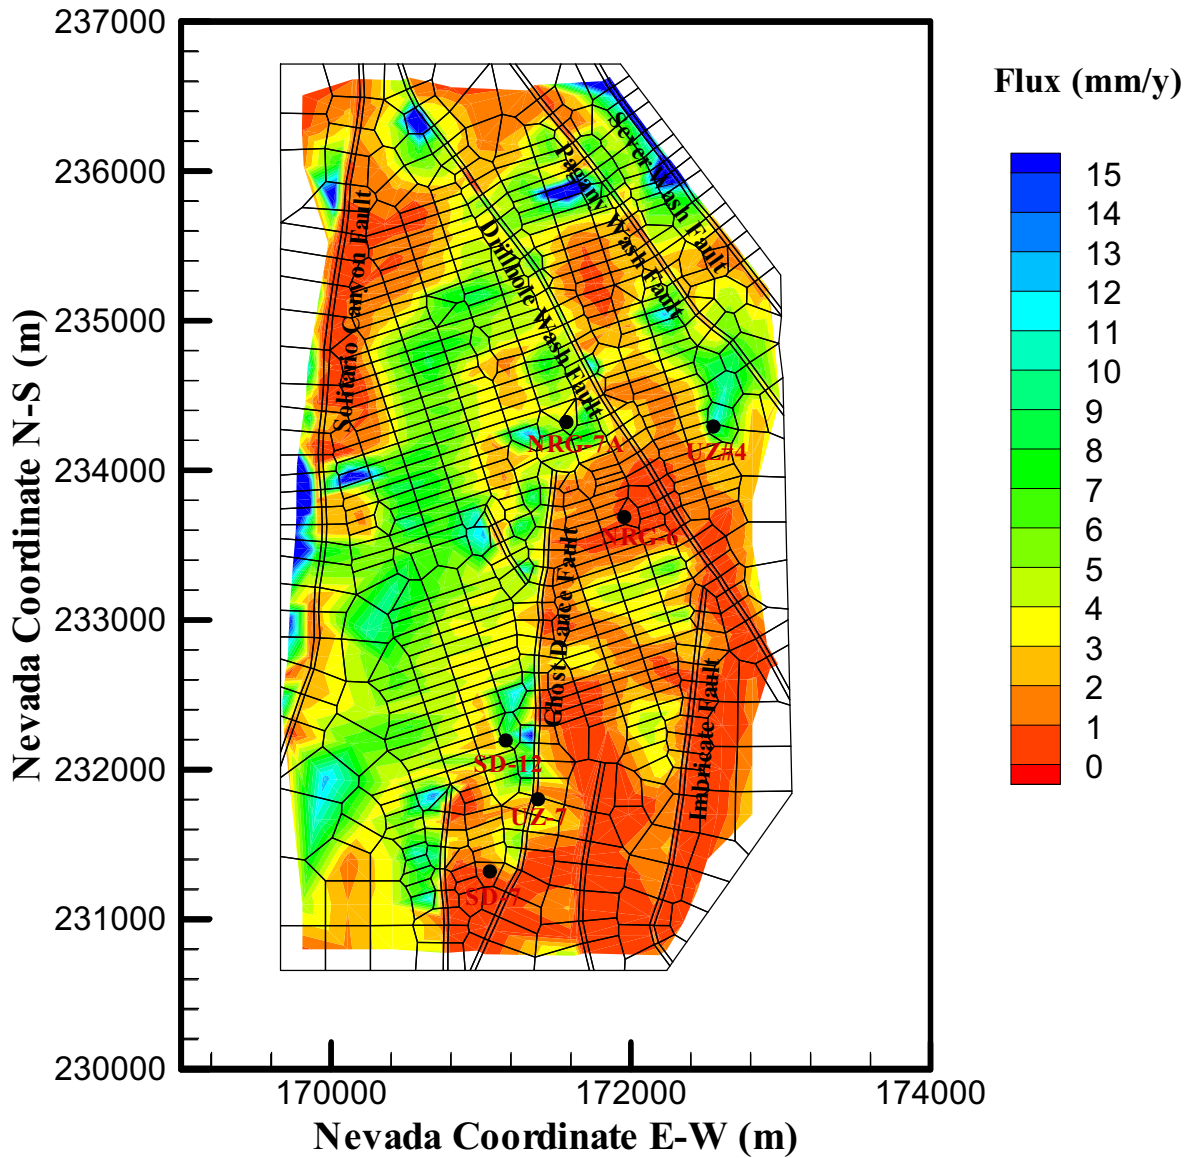 237000
236000
235000
234000
233000
232000
231000
230000
Nevada Coordinate N-S (m)
170000
172000
174000
Nevada Coordinate E-W (m)
Solitario Canyon Fault
Drillhole Wash Fault
Pagany Wash Fault
Sever Wash Fault
Ghost Dance Fault
Imbricate Fault
NRG-7A
UZ#4
NRG-6
SD-12
UZ-7
SD-7
Flux (mm/y)
15
14
13
12
11
10
9
8
7
6
5
4
3
2
1
0